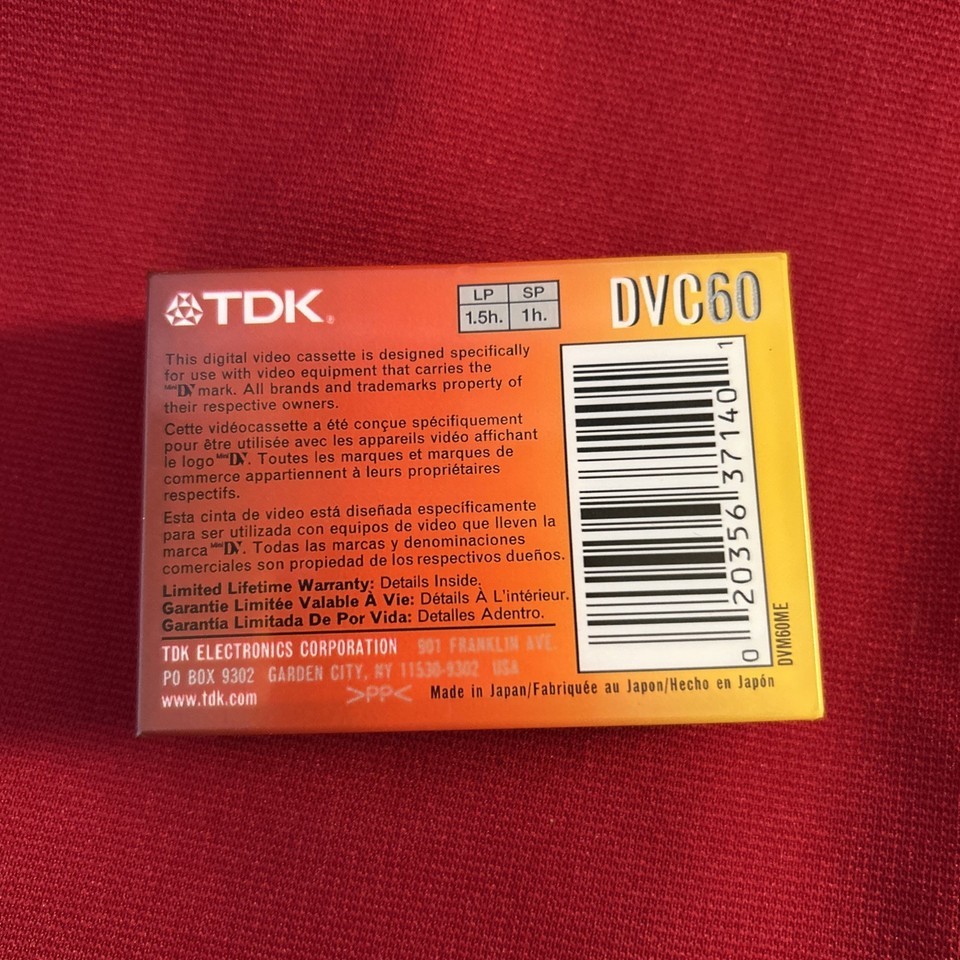 TDK
LP SP
1.5h. 1h.
DVC60
This digital video cassette is designed specifically
for use with video equipment that carries the
Mini DV mark. All brands and trademarks property of
their respective owners.
Cette vidéocassette a été conçue spécifiquement
pour être utilisée avec les appareils vidéo affichant
le logo Mini DV. Toutes les marques et marques de
commerce appartiennent à leurs propriétaires
respectifs.
Esta cinta de video está diseñada específicamente
para ser utilizada con equipos de video que lleven la
marca Mini DV. Todas las marcas y denominaciones
comerciales son propiedad de los respectivos dueños.
Limited Lifetime Warranty: Details Inside.
Garantie Limitée Valable À Vie: Détails À L'intérieur.
Garantía Limitada De Por Vida: Detalles Adentro.
TDK ELECTRONICS CORPORATION 901 FRANKLIN AVE.
PO BOX 9302 GARDEN CITY, NY 11530-9302 USA
www.tdk.com >PP< Made in Japan/Fabriquée au Japon/Hecho en Japón
0 20356 37140 1
DVM60ME